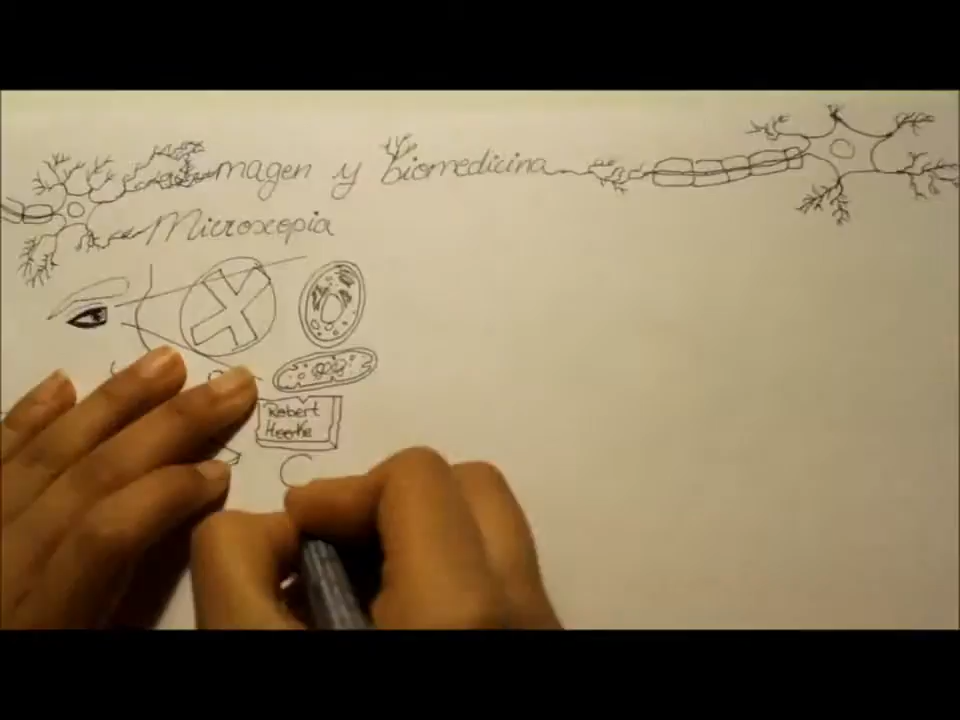 Imagen y biomedicina
Microscopia
Robert
Hooke
C